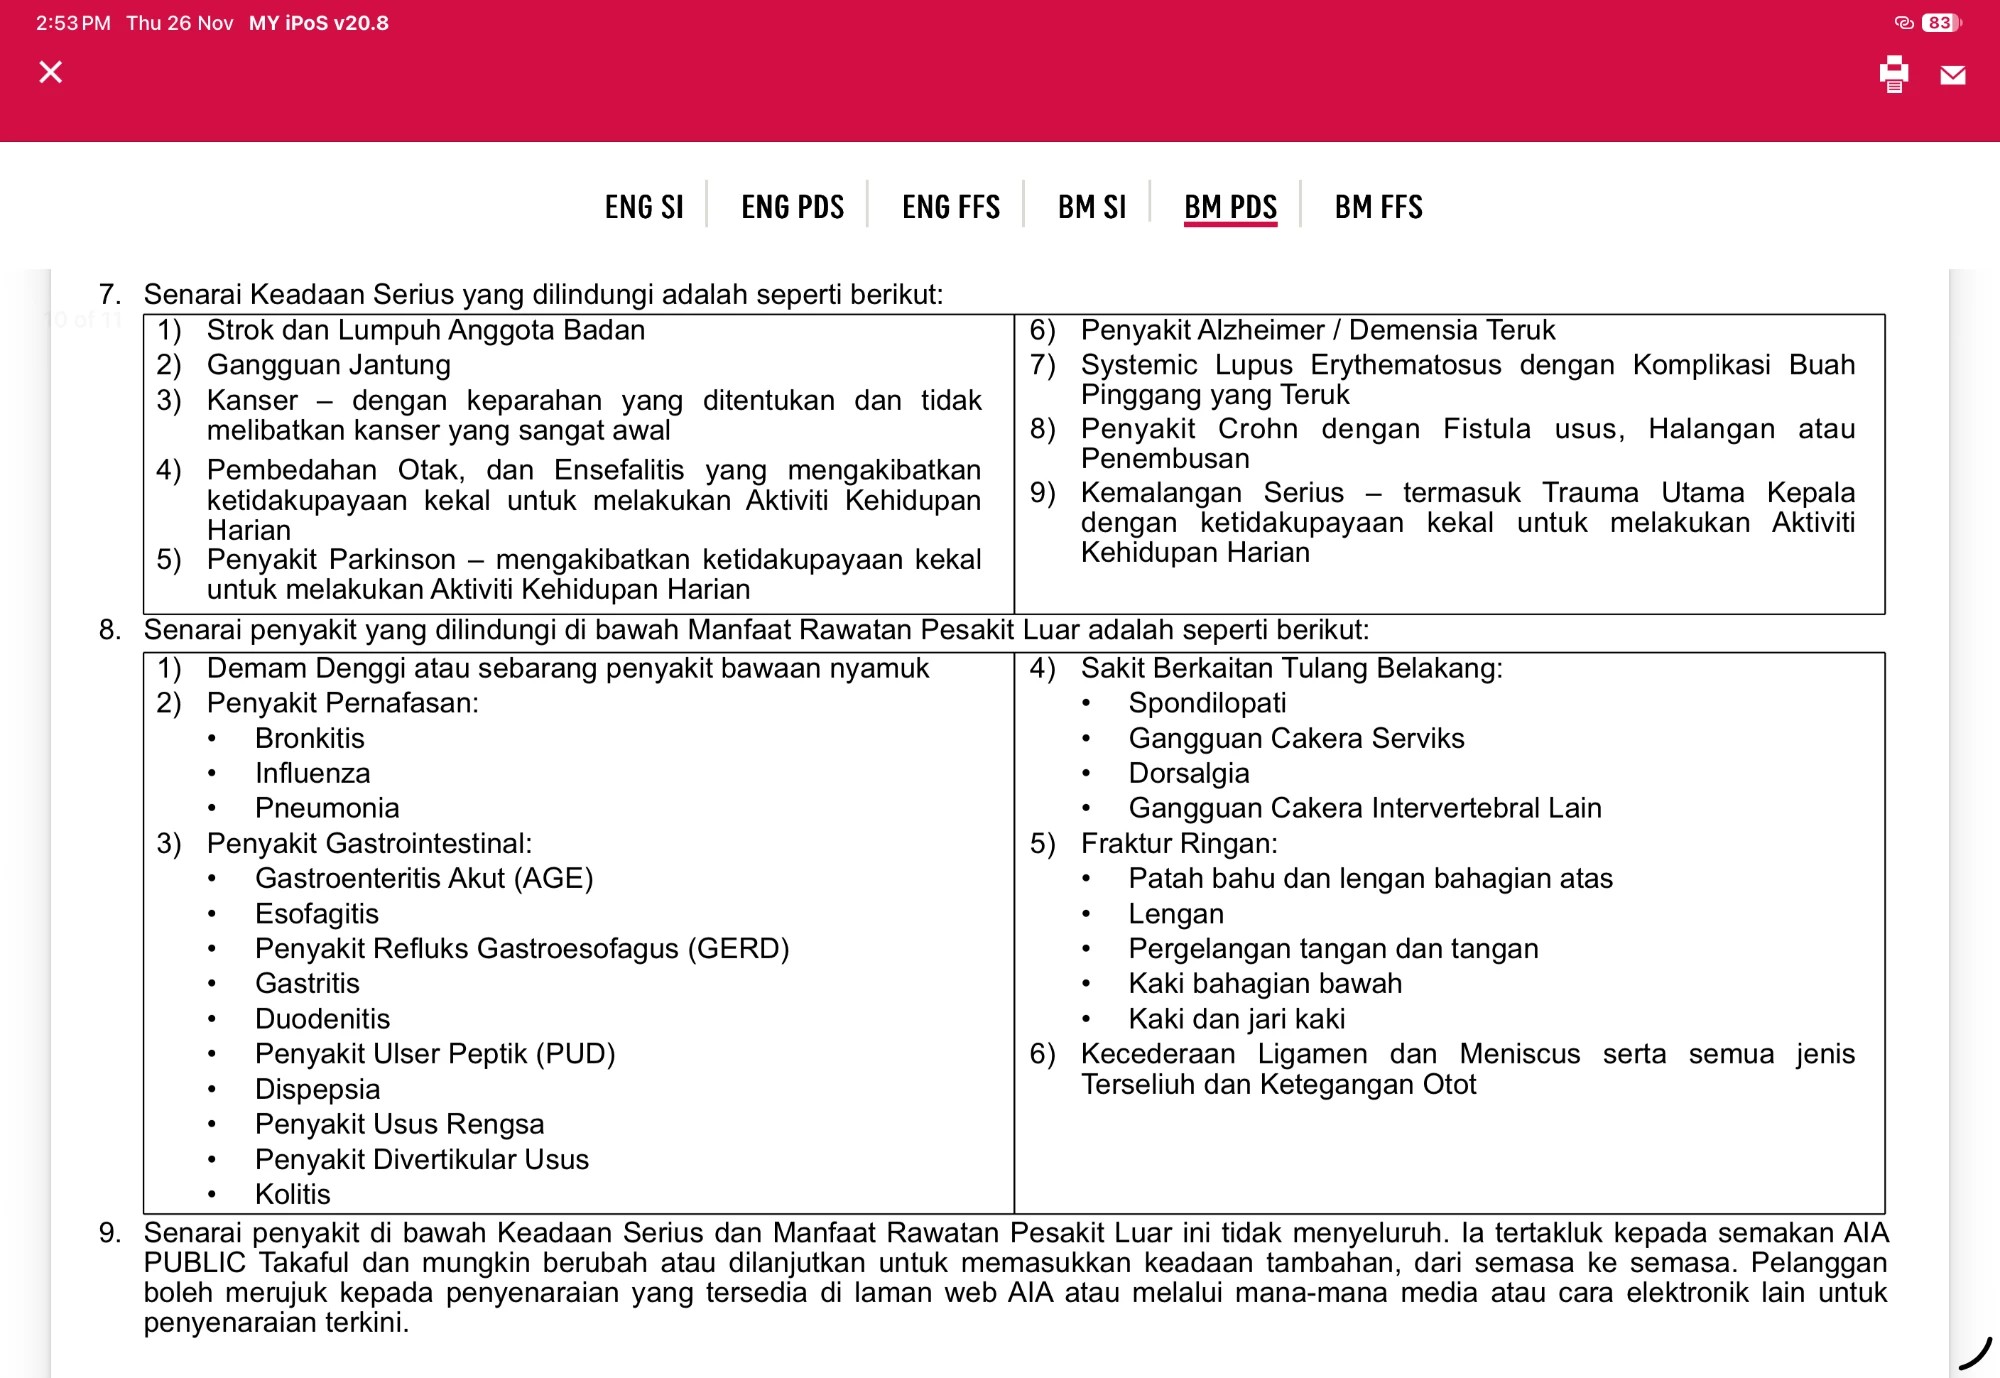 2:53 PM Thu 26 Nov MY iPoS v20.8
83
ENG SI
ENG PDS
ENG FFS
BM SI
BM PDS
BM FFS
10 of 11
7. Senarai Keadaan Serius yang dilindungi adalah seperti berikut:
1) Strok dan Lumpuh Anggota Badan
2) Gangguan Jantung
3) Kanser – dengan keparahan yang ditentukan dan tidak
melibatkan kanser yang sangat awal
4) Pembedahan Otak, dan Ensefalitis yang mengakibatkan
ketidakupayaan kekal untuk melakukan Aktiviti Kehidupan
Harian
5) Penyakit Parkinson – mengakibatkan ketidakupayaan kekal
untuk melakukan Aktiviti Kehidupan Harian
6) Penyakit Alzheimer / Demensia Teruk
7) Systemic Lupus Erythematosus dengan Komplikasi Buah
Pinggang yang Teruk
8) Penyakit Crohn dengan Fistula usus, Halangan atau
Penembusan
9) Kemalangan Serius – termasuk Trauma Utama Kepala
dengan ketidakupayaan kekal untuk melakukan Aktiviti
Kehidupan Harian
8. Senarai penyakit yang dilindungi di bawah Manfaat Rawatan Pesakit Luar adalah seperti berikut:
1) Demam Denggi atau sebarang penyakit bawaan nyamuk
2) Penyakit Pernafasan:
• Bronkitis
• Influenza
• Pneumonia
3) Penyakit Gastrointestinal:
• Gastroenteritis Akut (AGE)
• Esofagitis
• Penyakit Refluks Gastroesofagus (GERD)
• Gastritis
• Duodenitis
• Penyakit Ulser Peptik (PUD)
• Dispepsia
• Penyakit Usus Rengsa
• Penyakit Divertikular Usus
• Kolitis
4) Sakit Berkaitan Tulang Belakang:
• Spondilopati
• Gangguan Cakera Serviks
• Dorsalgia
• Gangguan Cakera Intervertebral Lain
5) Fraktur Ringan:
• Patah bahu dan lengan bahagian atas
• Lengan
• Pergelangan tangan dan tangan
• Kaki bahagian bawah
• Kaki dan jari kaki
6) Kecederaan Ligamen dan Meniscus serta semua jenis
Terseliuh dan Ketegangan Otot
9. Senarai penyakit di bawah Keadaan Serius dan Manfaat Rawatan Pesakit Luar ini tidak menyeluruh. Ia tertakluk kepada semakan AIA
PUBLIC Takaful dan mungkin berubah atau dilanjutkan untuk memasukkan keadaan tambahan, dari semasa ke semasa. Pelanggan
boleh merujuk kepada penyenaraian yang tersedia di laman web AIA atau melalui mana-mana media atau cara elektronik lain untuk
penyenaraian terkini.